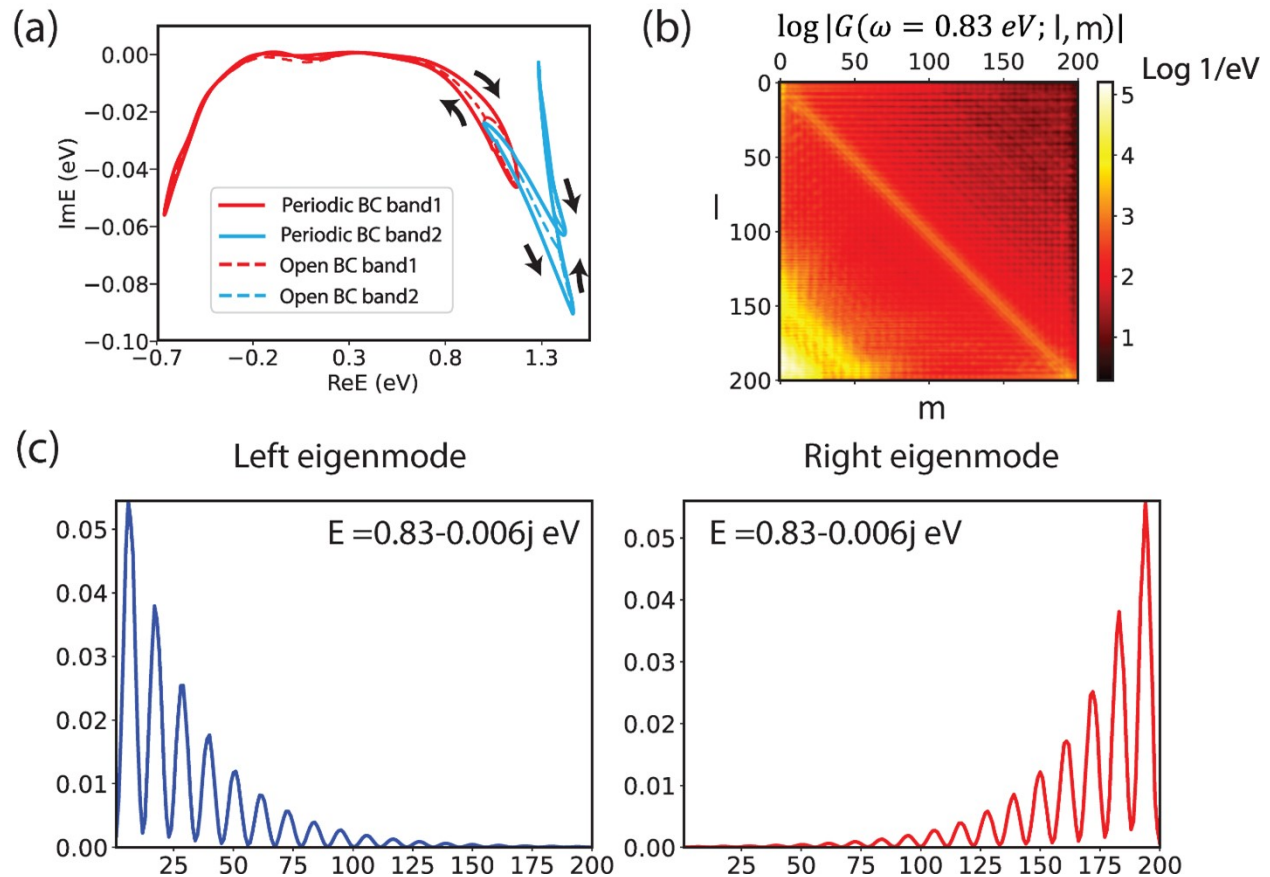 (a)
0.00
−0.02
−0.04
−0.06
−0.08
−0.10
ImE (eV)
Periodic BC band1
Periodic BC band2
Open BC band1
Open BC band2
−0.7 −0.2 0.3 0.8 1.3
ReE (eV)
(b)
log|G(ω = 0.83 eV; l, m)|
m
0 50 100 150 200
Log 1/eV
0
50
100
150
200
l
m
5
4
3
2
1
(c)
Left eigenmode
E =0.83-0.006j eV
0.05
0.04
0.03
0.02
0.01
0.00
25 50 75 100 125 150 175 200
Right eigenmode
E =0.83-0.006j eV
0.05
0.04
0.03
0.02
0.01
0.00
25 50 75 100 125 150 175 200